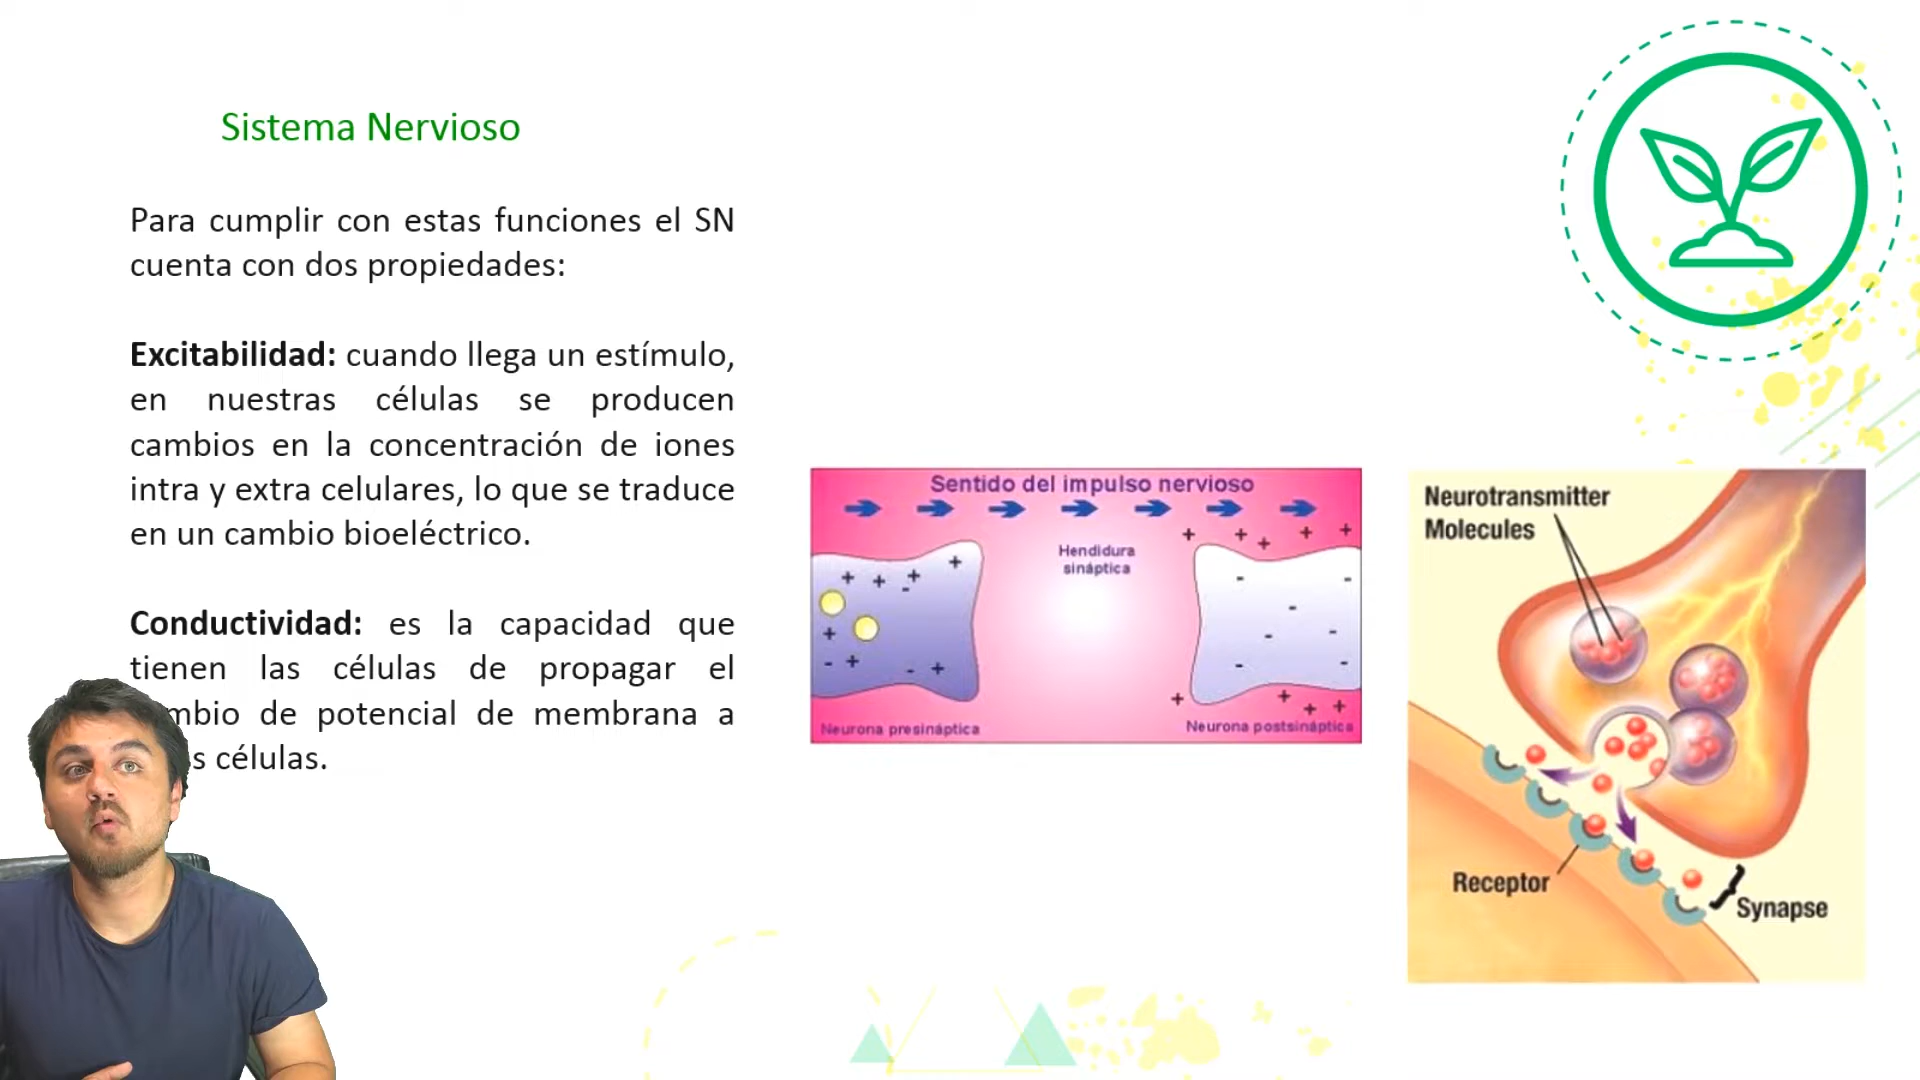 Sistema Nervioso
Para cumplir con estas funciones el SN
cuenta con dos propiedades:
Excitabilidad: cuando llega un estímulo,
en nuestras células se producen
cambios en la concentración de iones
intra y extra celulares, lo que se traduce
en un cambio bioeléctrico.
Conductividad: es la capacidad que
tienen las células de propagar el
mbio de potencial de membrana a
s células.
Sentido del impulso nervioso
Hendidura
sináptica
Neurona presináptica
Neurona postsináptica
Neurotransmitter
Molecules
Receptor
Synapse